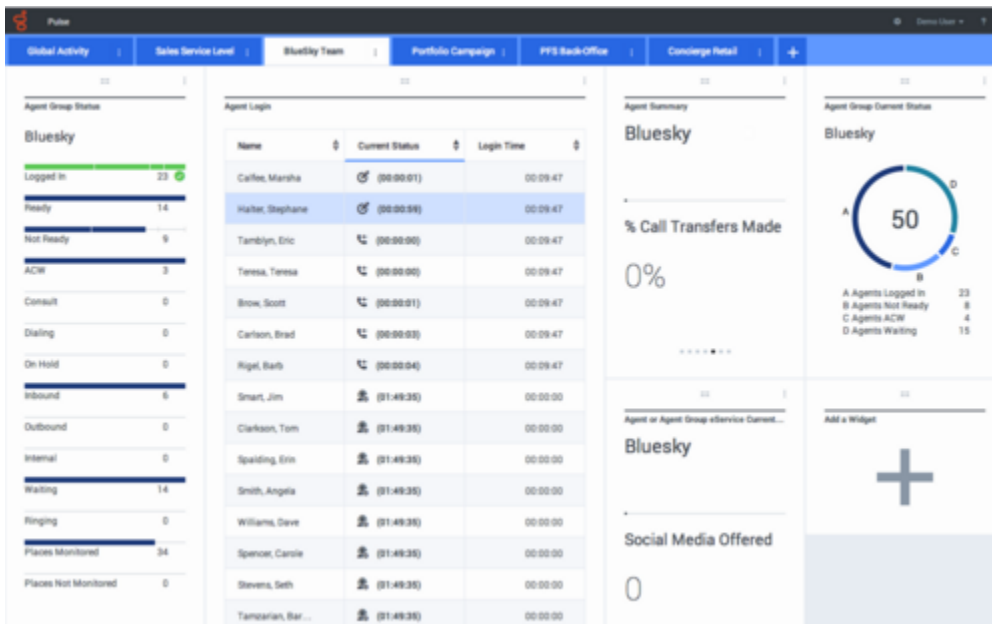 Pulse
Demo User ?
Global Activity
Sales Service Level
BlueSky Team
Portfolio Campaign
PFS Back-Office
Concierge Retail
+
Agent Group Status
Bluesky
Logged In 23
Ready 14
Not Ready 9
ACW 3
Consult 0
Dialing 0
On Hold 0
Inbound 6
Outbound 0
Internal 0
Waiting 14
Ringing 0
Places Monitored 34
Places Not Monitored 0
Agent Login
Name Current Status Login Time
Calfee, Marsha (00:00:01) 00:09:47
Halter, Stephane (00:00:59) 00:09:47
Tamblyn, Eric (00:00:00) 00:09:47
Teresa, Teresa (00:00:00) 00:09:47
Brow, Scott (00:00:01) 00:09:47
Carlson, Brad (00:00:03) 00:09:47
Rigel, Barb (00:00:04) 00:09:47
Smart, Jim (01:49:35) 00:00:00
Clarkson, Tom (01:49:35) 00:00:00
Spalding, Erin (01:49:35) 00:00:00
Smith, Angela (01:49:35) 00:00:00
Williams, Dave (01:49:35) 00:00:00
Spencer, Carole (01:49:35) 00:00:00
Stevens, Seth (01:49:35) 00:00:00
Tamzarian, Bar... (01:49:35) 00:00:00
Agent Summary
Bluesky
% Call Transfers Made
0%
Agent or Agent Group eService Current...
Bluesky
Social Media Offered
0
Agent Group Current Status
Bluesky
A
D
50
C
B
A Agents Logged In 23
B Agents Not Ready 8
C Agents ACW 4
D Agents Waiting 15
Add a Widget